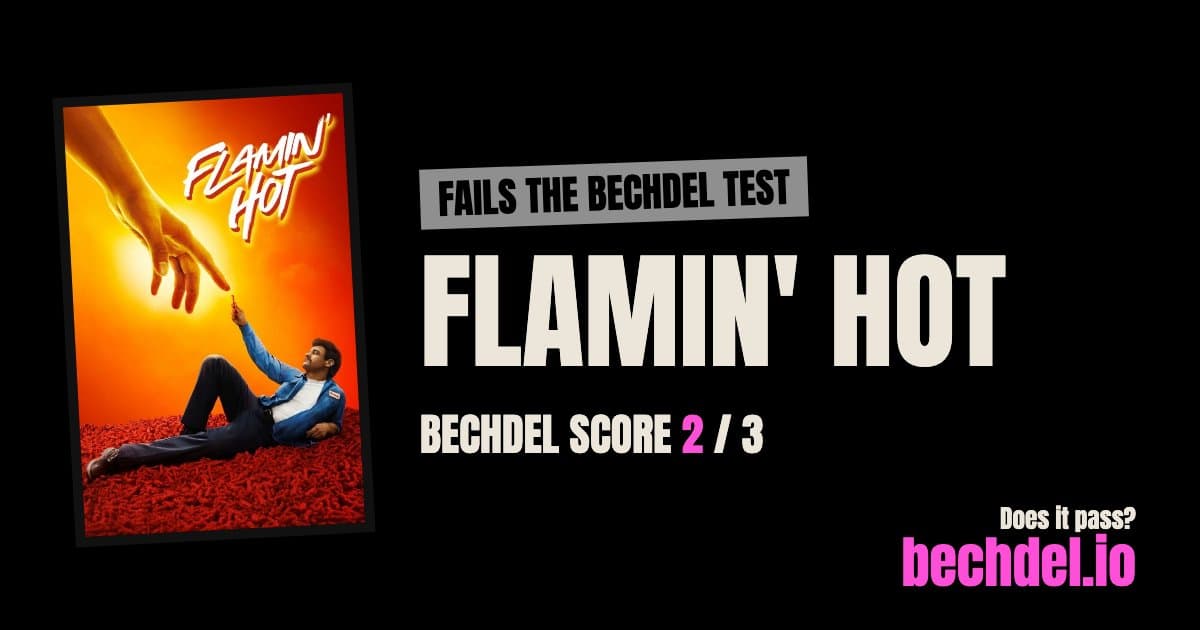 FLAMIN'
HOT
FAILS THE BECHDEL TEST
FLAMIN' HOT
BECHDEL SCORE 2 / 3
Does it pass?
bechdel.io